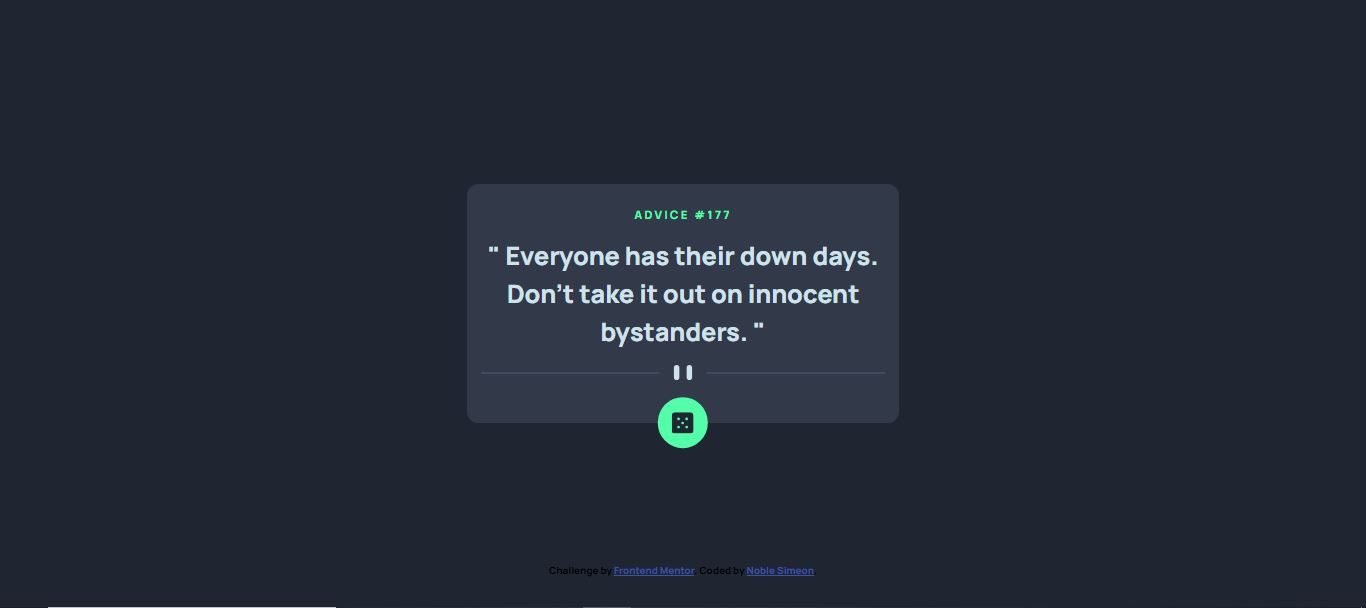 ADVICE #177
" Everyone has their down days.
Don't take it out on innocent
bystanders. "
Challenge by Frontend Mentor. Coded by Noble Simeon.